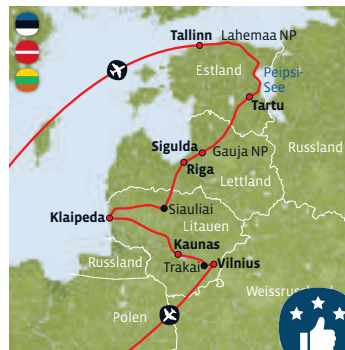 Tallinn
Lahemaa NP
Estland
Peipsi-
See
Tartu
Sigulda
Gauja NP
Russland
Riga
Lettland
Siauliai
Klaipeda
Litauen
Kaunas
Russland
Trakai
Vilnius
Weissruss
Polen